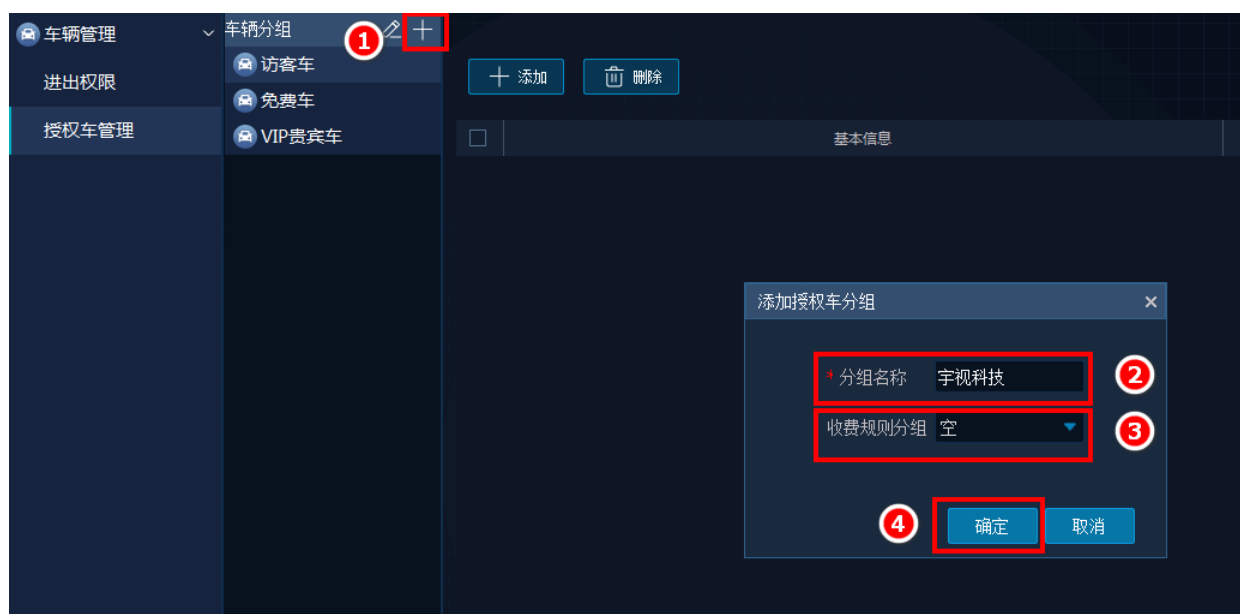 车辆管理
进出权限
授权车管理
车辆分组
1
访客车
免费车
VIP贵宾车
添加
删除
基本信息
添加授权车分组
* 分组名称 宇视科技
2
收费规则分组 空
3
4
确定
取消